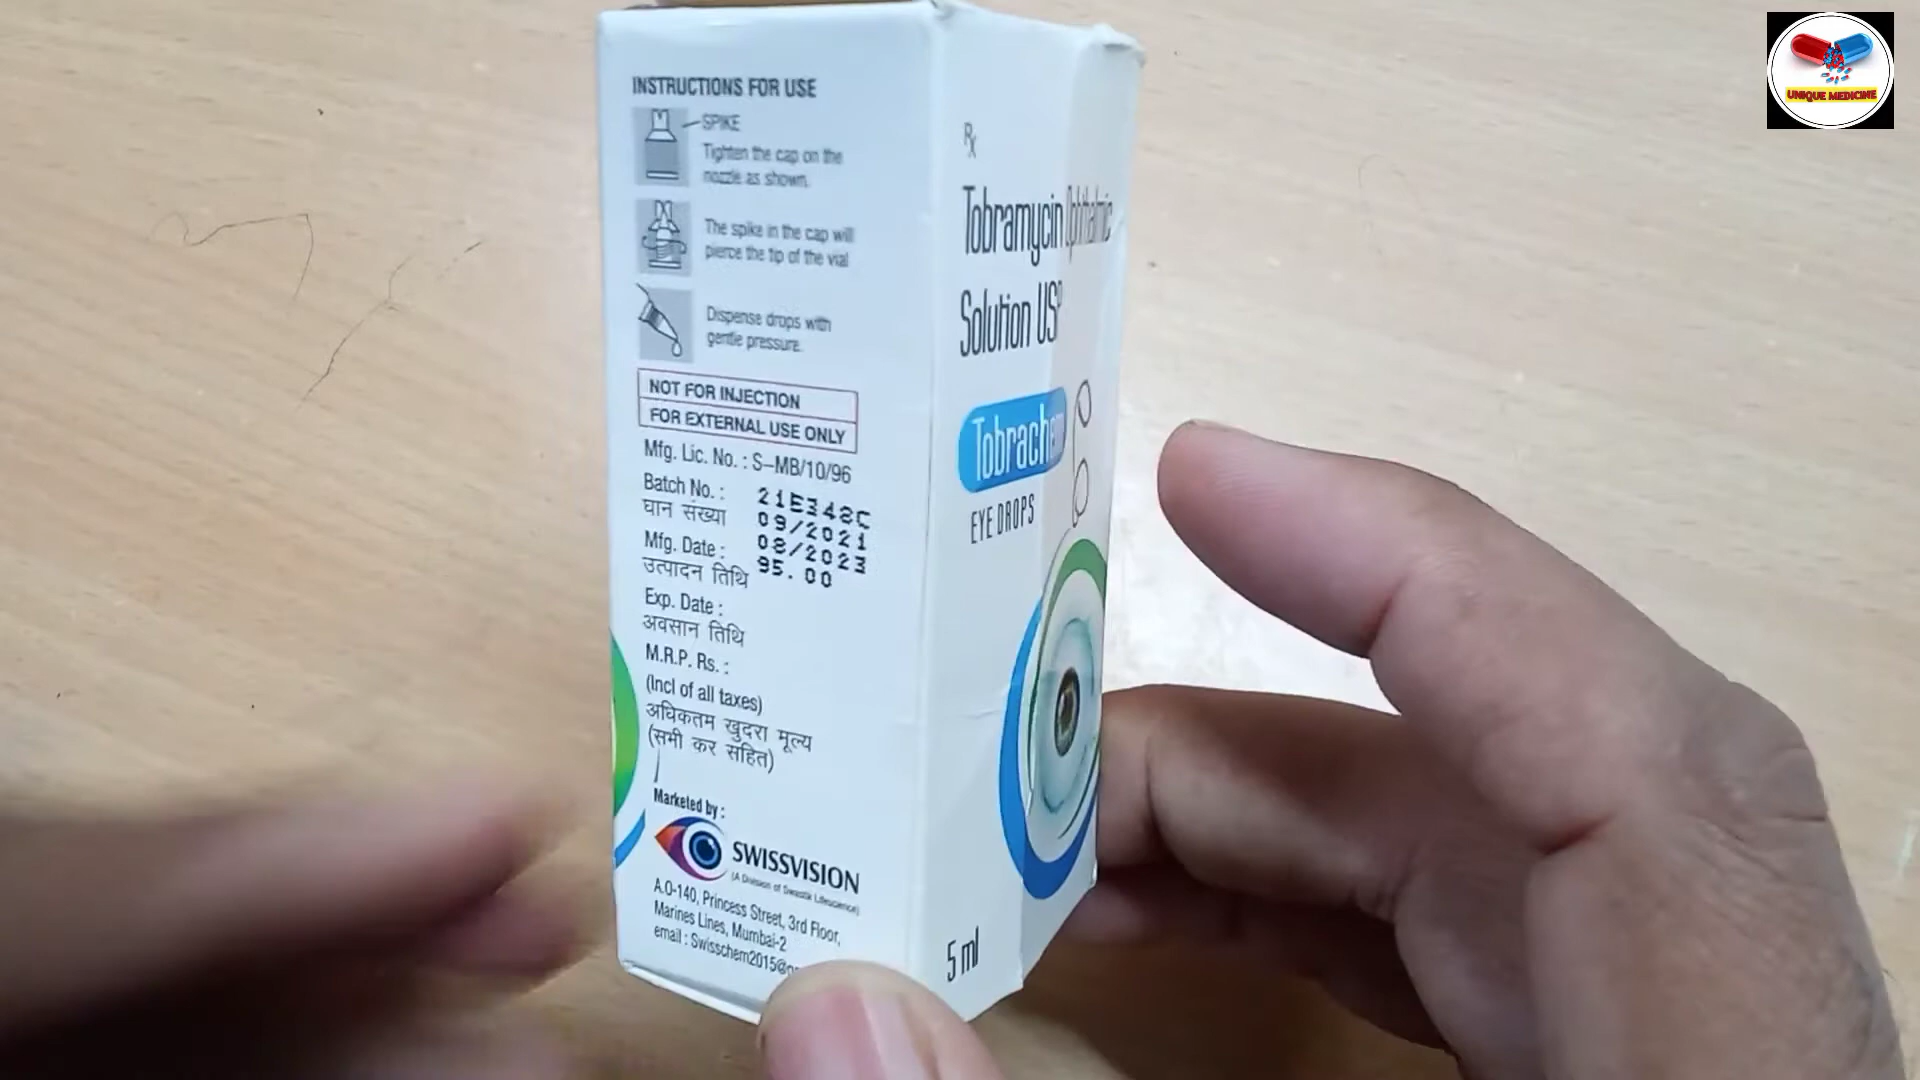 INSTRUCTIONS FOR USE
SPIKE
Tighten the cap on the
nozzle as shown.
The spike in the cap will
pierce the tip of the vial
Dispense drops with
gentle pressure.
NOT FOR INJECTION
FOR EXTERNAL USE ONLY
Mfg. Lic. No. : S-MB/10/96
Batch No. : 21E348C
घान संख्या 09/2021
Mfg. Date : 08/2023
उत्पादन तिथि 95.00
Exp. Date :
अवसान तिथि
M.R.P. Rs. :
(Incl of all taxes)
अधिकतम खुदरा मूल्य
(सभी कर सहित)
Marketed by :
SWISSVISION
(A Division of Swastik Lifescience)
A.O-140, Princess Street, 3rd Floor,
Marines Lines, Mumbai-2
email : Swisschem2015@
Rx
Tobramycin Ophthalmic
Solution USP
Tobrachem
EYE DROPS
5 ml
UNIQUE MEDICINE